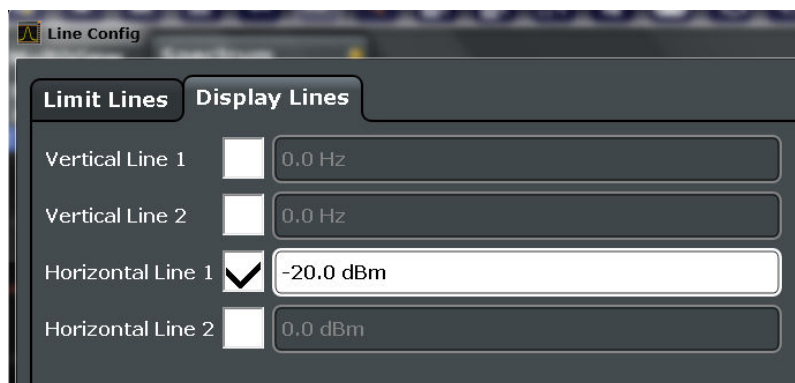 Line Config
Spectrum
Limit Lines
Display Lines
Vertical Line 1
0.0 Hz
Vertical Line 2
0.0 Hz
Horizontal Line 1
-20.0 dBm
Horizontal Line 2
0.0 dBm